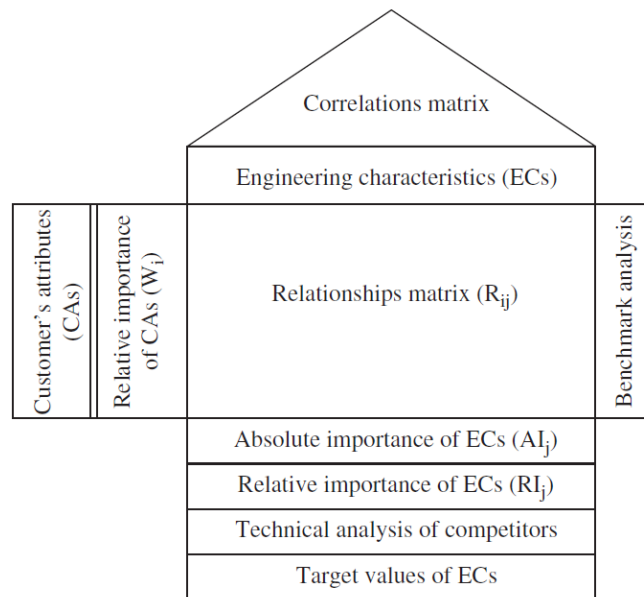 Correlations matrix
Engineering characteristics (ECs)
Customer's attributes
(CAs)
Relative importance
of CAs (Wi)
Relationships matrix (Rij)
Benchmark analysis
Absolute importance of ECs (AIj)
Relative importance of ECs (RIj)
Technical analysis of competitors
Target values of ECs